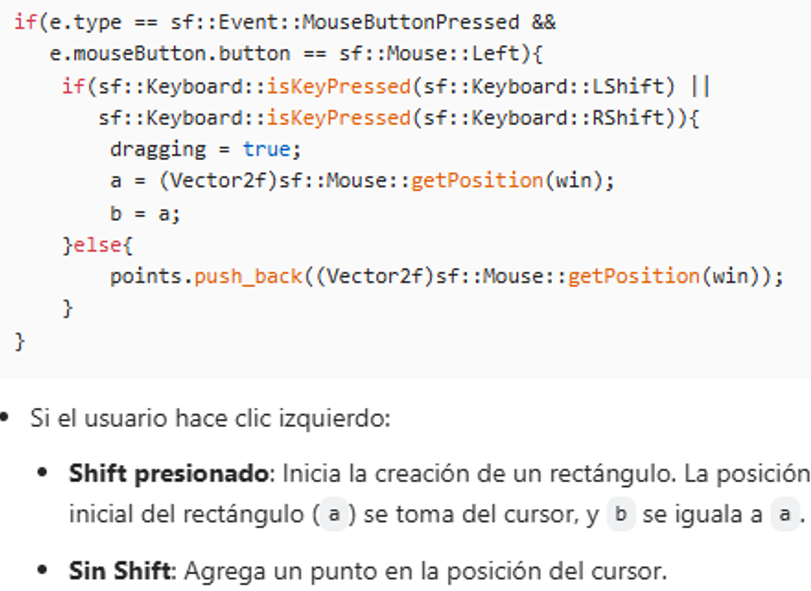 if(e.type == sf::Event::MouseButtonPressed &&
   e.mouseButton.button == sf::Mouse::Left){
    if(sf::Keyboard::isKeyPressed(sf::Keyboard::LShift) ||
       sf::Keyboard::isKeyPressed(sf::Keyboard::RShift)){
        dragging = true;
        a = (Vector2f)sf::Mouse::getPosition(win);
        b = a;
    }else{
        points.push_back((Vector2f)sf::Mouse::getPosition(win));
    }
}
• Si el usuario hace clic izquierdo:
• Shift presionado: Inicia la creación de un rectángulo. La posición
inicial del rectángulo ( a ) se toma del cursor, y b se iguala a a .
• Sin Shift: Agrega un punto en la posición del cursor.